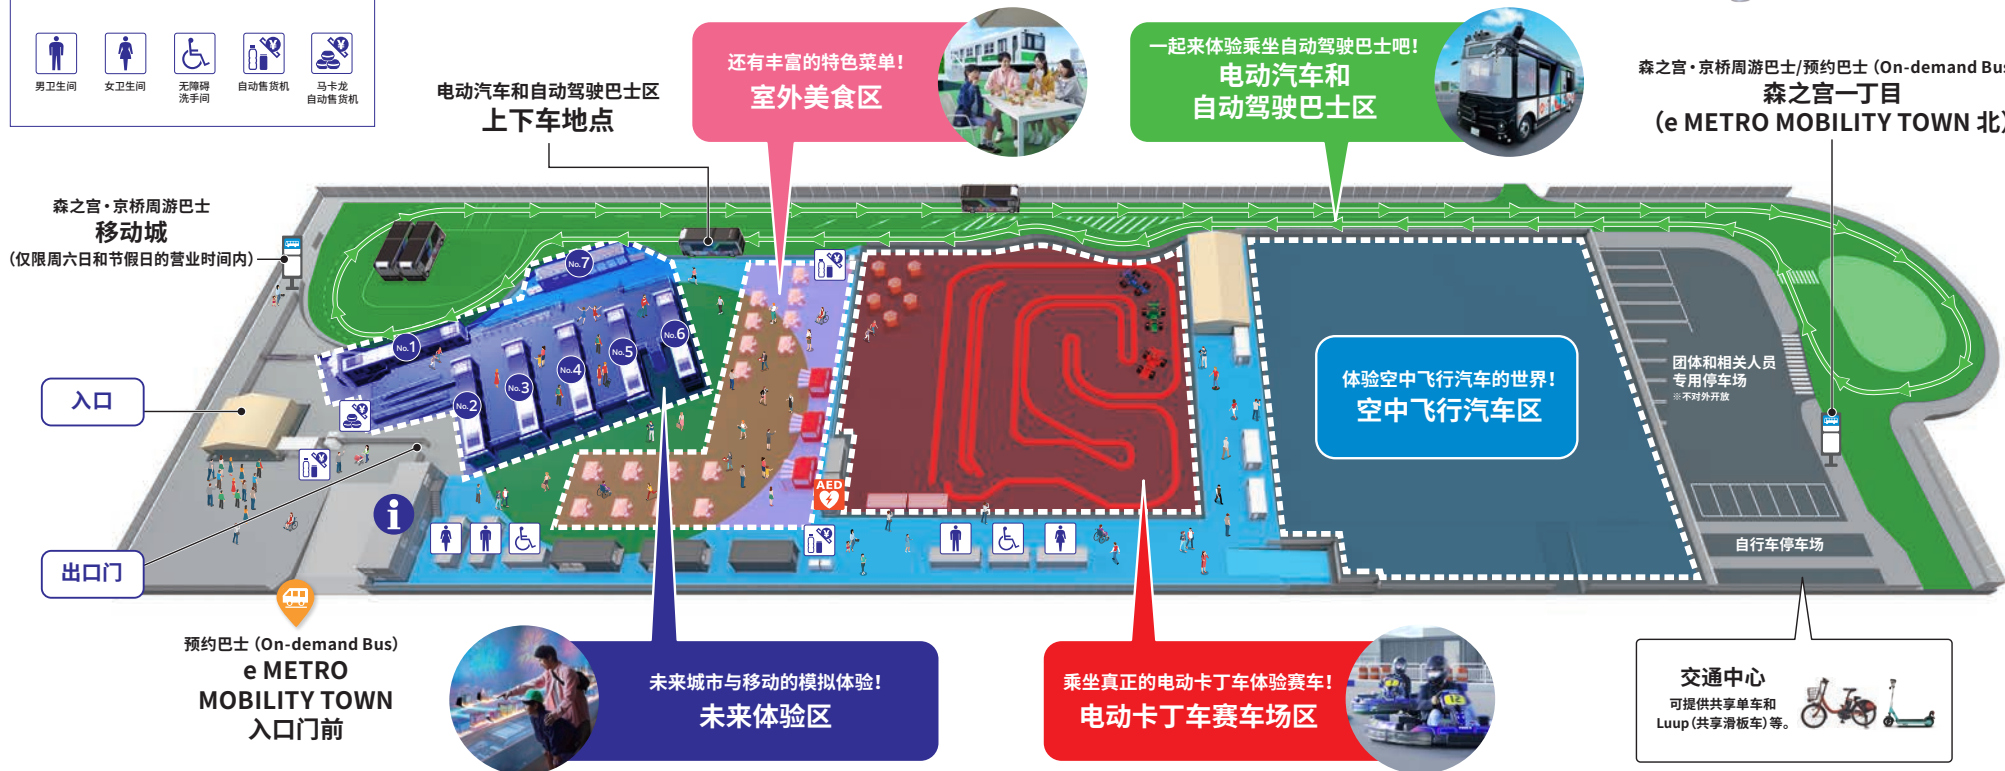 男卫生间
女卫生间
无障碍
洗手间
自动售货机
马卡龙
自动售货机
电动汽车和自动驾驶巴士区
上下车地点
还有丰富的特色菜单!
室外美食区
一起来体验乘坐自动驾驶巴士吧!
电动汽车和
自动驾驶巴士区
森之宫·京桥周游巴士/预约巴士 (On-demand Bus
森之宫一丁目
(e METRO MOBILITY TOWN 北)
森之宫·京桥周游巴士
移动城
(仅限周六日和节假日的营业时间内)
No.7
No.1
No.6
No.5
No.4
No.3
No.2
入口
出口门
AED
体验空中飞行汽车的世界!
空中飞行汽车区
团体和相关人员
专用停车场
※不对外开放
自行车停车场
预约巴士 (On-demand Bus)
e METRO
MOBILITY TOWN
入口门前
未来城市与移动的模拟体验!
未来体验区
乘坐真正的电动卡丁车体验赛车!
电动卡丁车赛车场区
12
交通中心
可提供共享单车和
Luup (共享滑板车) 等。